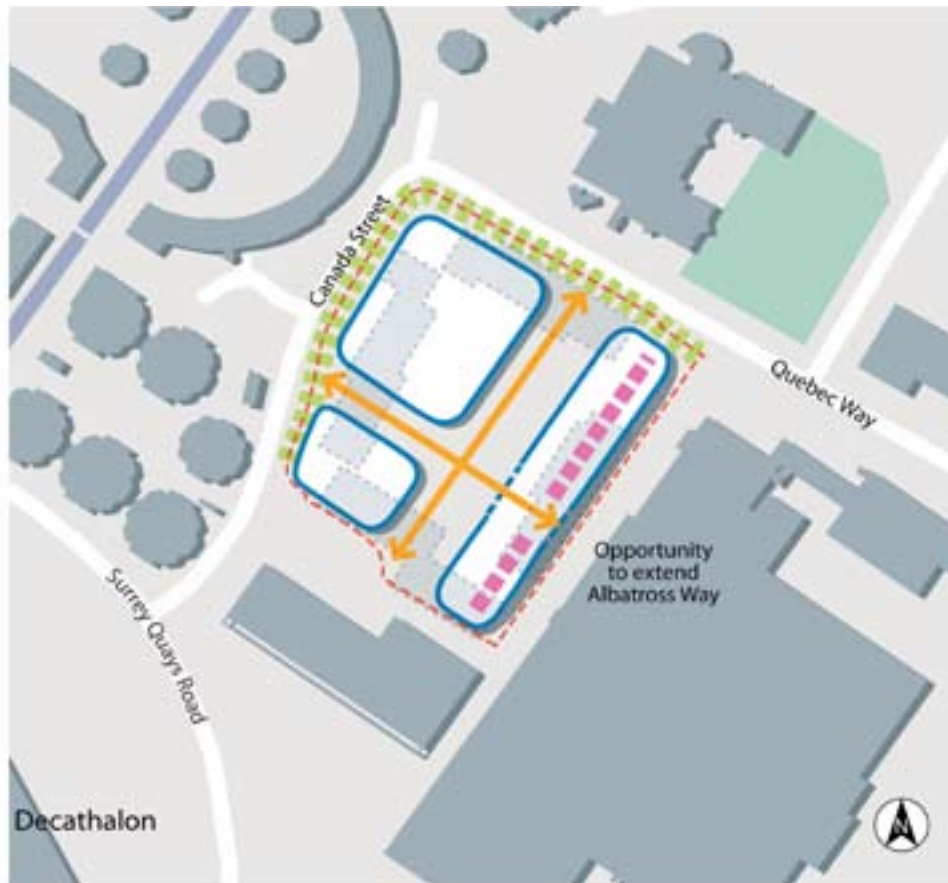 Canada Street
Quebec Way
Opportunity
to extend
Albatross Way
Surrey Quays Road
Decathalon
N